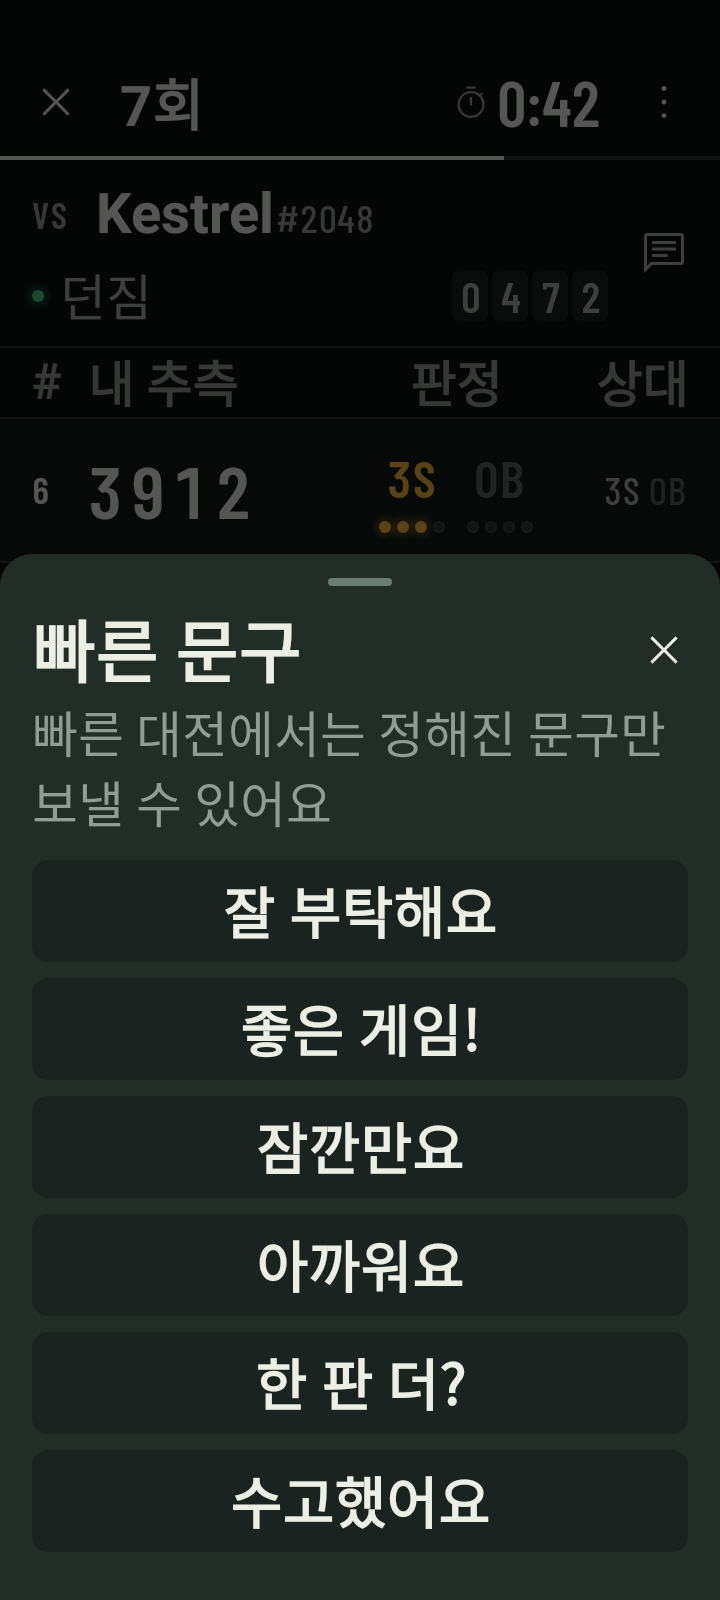 7회 0:42
VS Kestrel#2048
던짐 0 4 7 2
# 내 추측 판정 상대
6 3912 3S 0B 3S 0B
빠른 문구
빠른 대전에서는 정해진 문구만
보낼 수 있어요
잘 부탁해요
좋은 게임!
잠깐만요
아까워요
한 판 더?
수고했어요